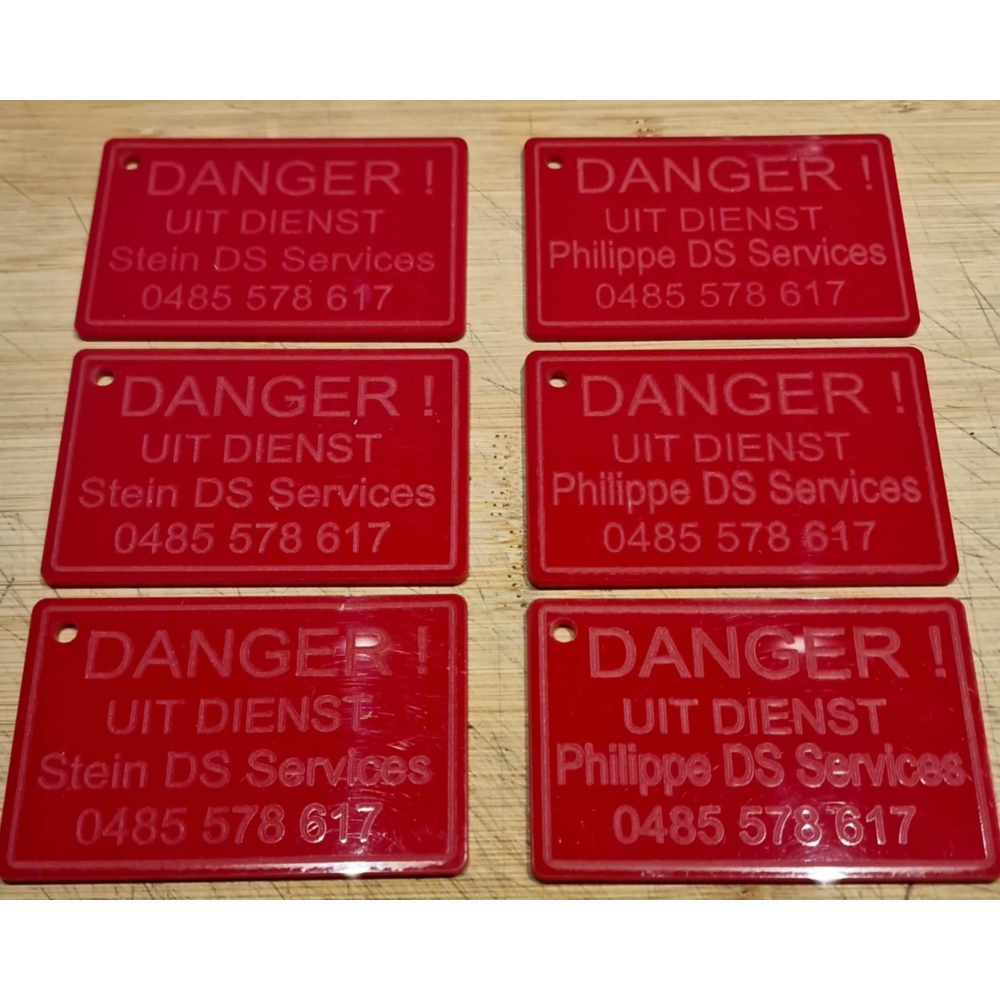 DANGER !
UIT DIENST
Stein DS Services
0485 578 617
DANGER !
UIT DIENST
Philippe DS Services
0485 578 617
DANGER !
UIT DIENST
Stein DS Services
0485 578 617
DANGER !
UIT DIENST
Philippe DS Services
0485 578 617
DANGER !
UIT DIENST
Stein DS Services
0485 578 617
DANGER !
UIT DIENST
Philippe DS Services
0485 578 617